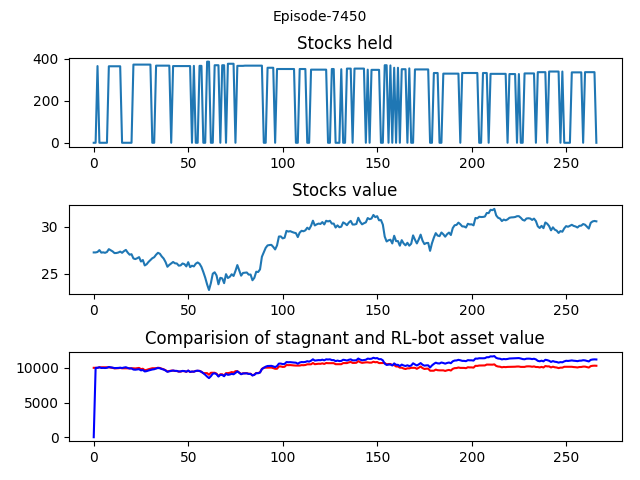 Episode-7450
Stocks held
400
200
0
0 50 100 150 200 250
Stocks value
30
25
0 50 100 150 200 250
Comparision of stagnant and RL-bot asset value
10000
5000
0
0 50 100 150 200 250